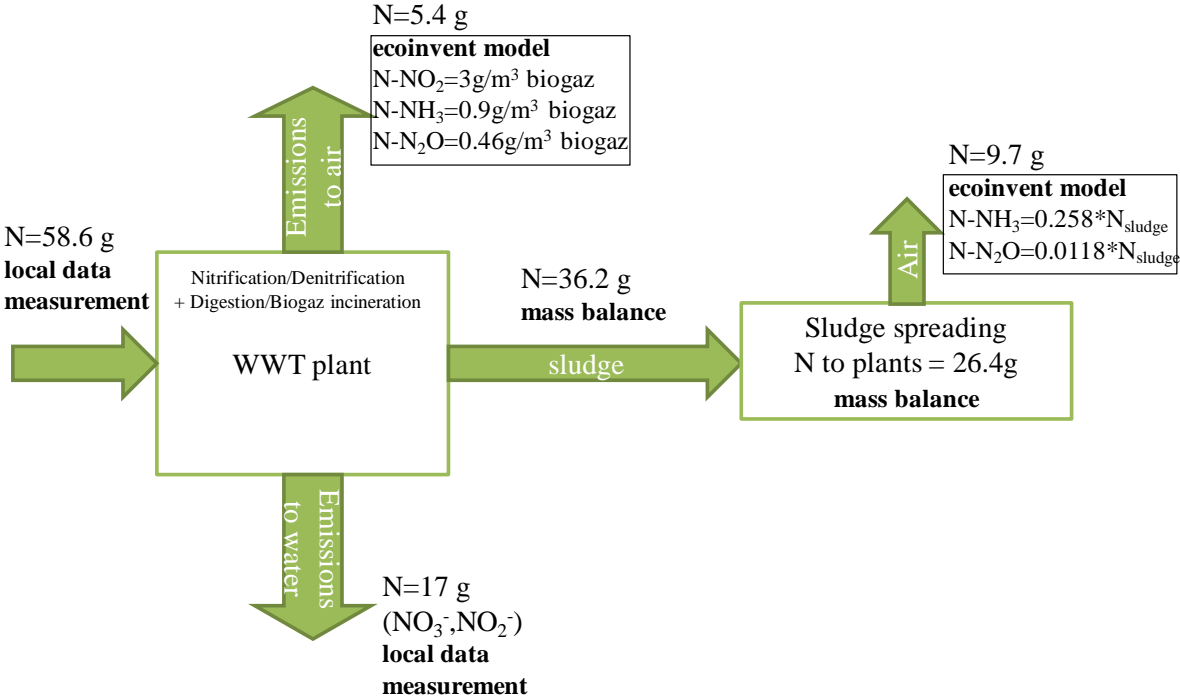 N=5.4 g
ecoinvent model
N-NO₂=3g/m³ biogaz
N-NH₃=0.9g/m³ biogaz
N-N₂O=0.46g/m³ biogaz
Emissions
to air
N=9.7 g
ecoinvent model
N-NH₃=0.258*Nsludge
N-N₂O=0.0118*Nsludge
Air
N=58.6 g
local data
measurement
Nitrification/Denitrification
+ Digestion/Biogaz incineration
WWT plant
N=36.2 g
mass balance
sludge
Sludge spreading
N to plants = 26.4g
mass balance
Emissions
to water
N=17 g
(NO₃⁻,NO₂⁻)
local data
measurement